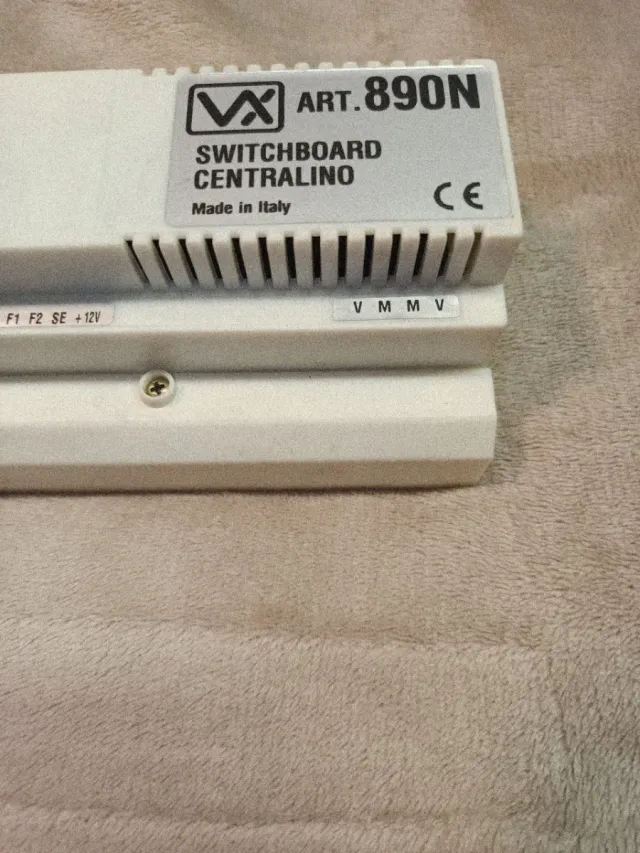 VX ART.890N
SWITCHBOARD
CENTRALINO
Made in Italy CE
F1 F2 SE +12V
V M M V